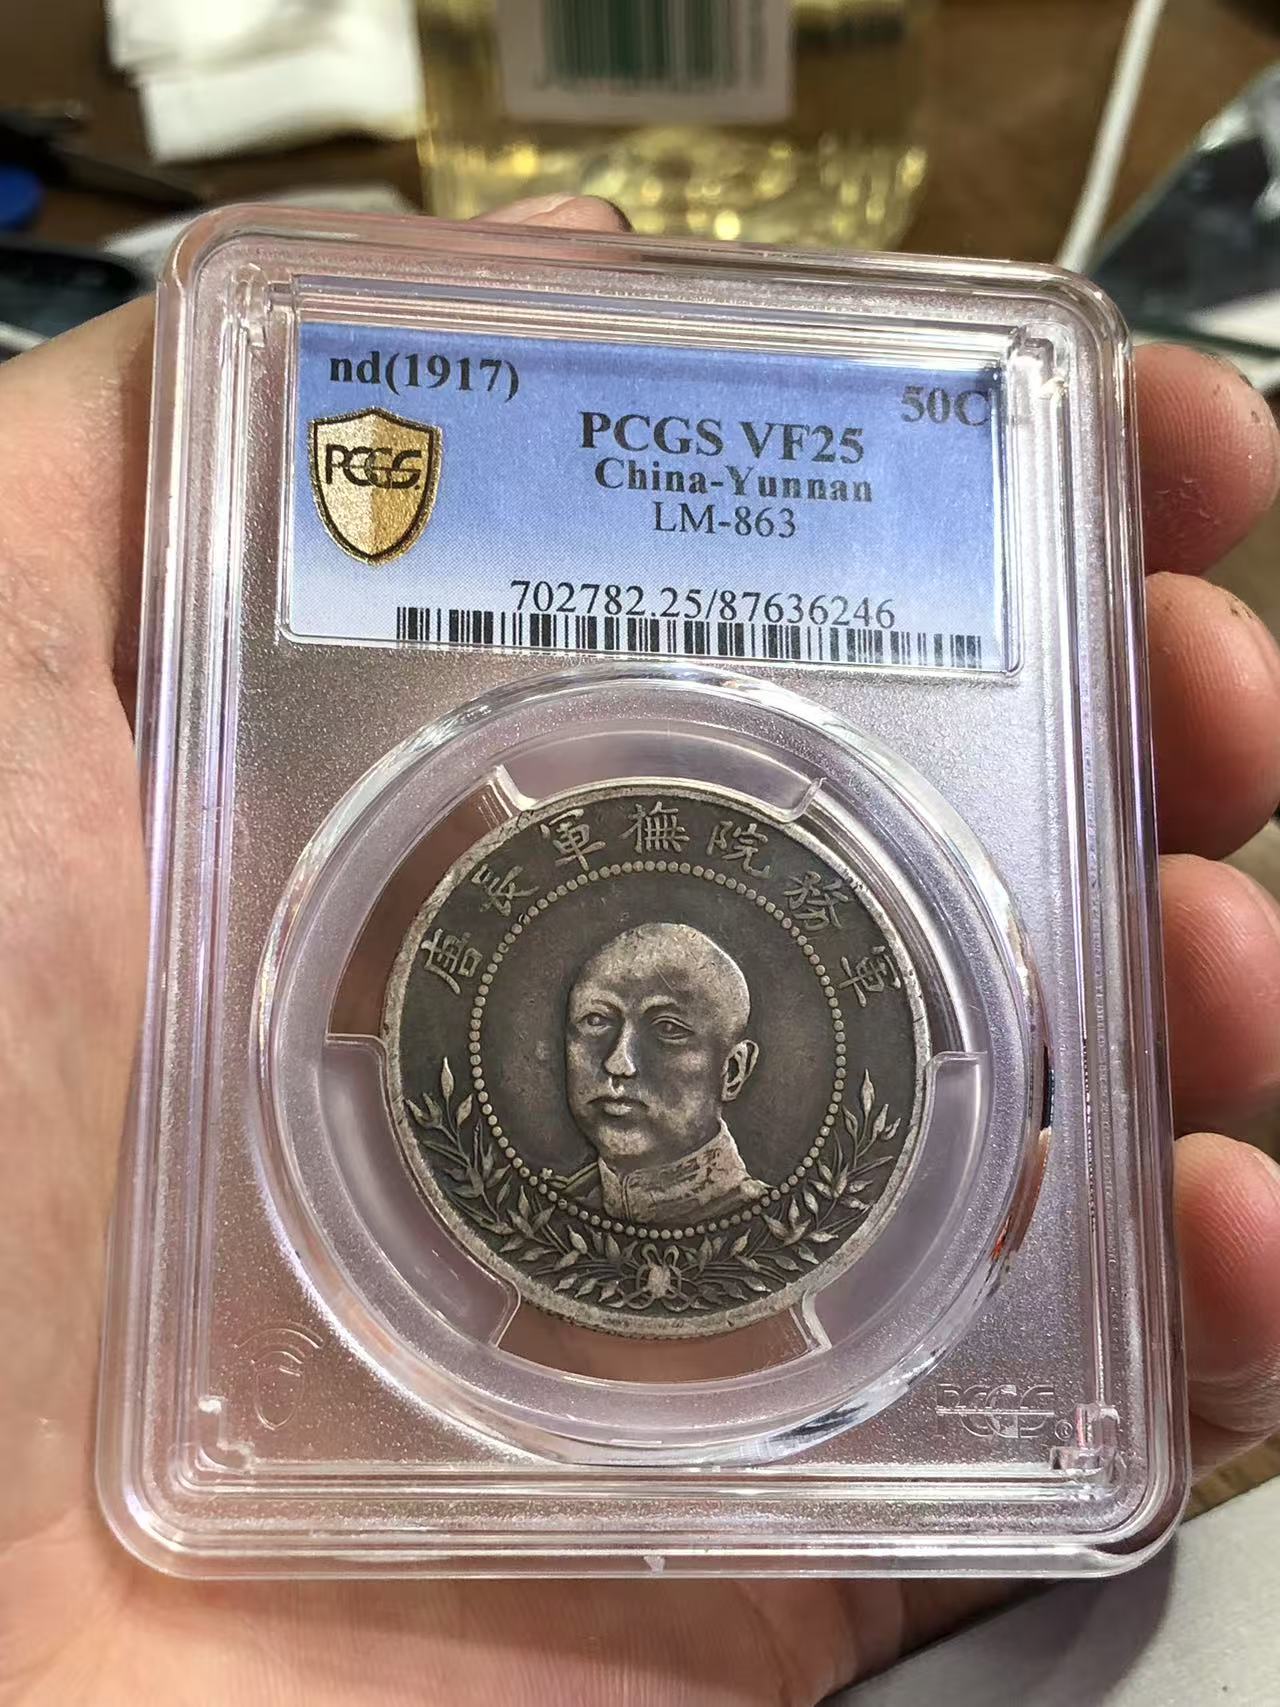 nd(1917)
50C
PCGS VF25
China-Yunnan
LM-863
PCGS
702782.25/87636246
軍務院撫軍長唐
PCGS